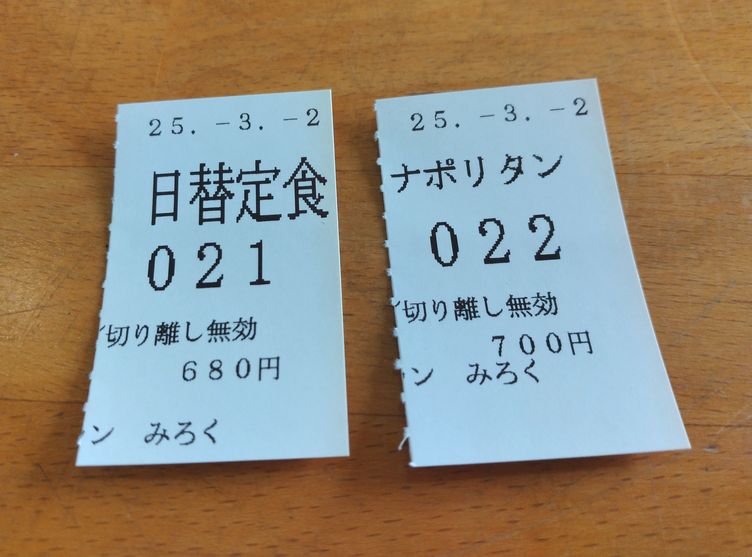 25.-3.-2
日替定食
021
切り離し無効
680円
ン みろく
25.-3.-2
ナポリタン
022
切り離し無効
700円
ン みろく